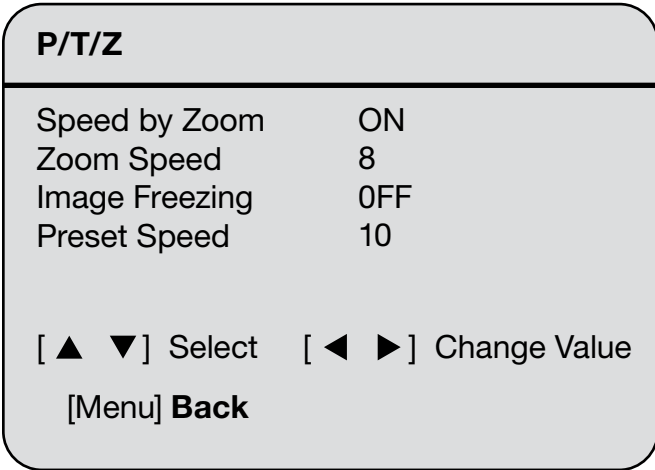 P/T/Z
Speed by Zoom ON
Zoom Speed 8
Image Freezing 0FF
Preset Speed 10
[ ▲ ▼ ] Select [ ◀ ▶ ] Change Value
[Menu] Back